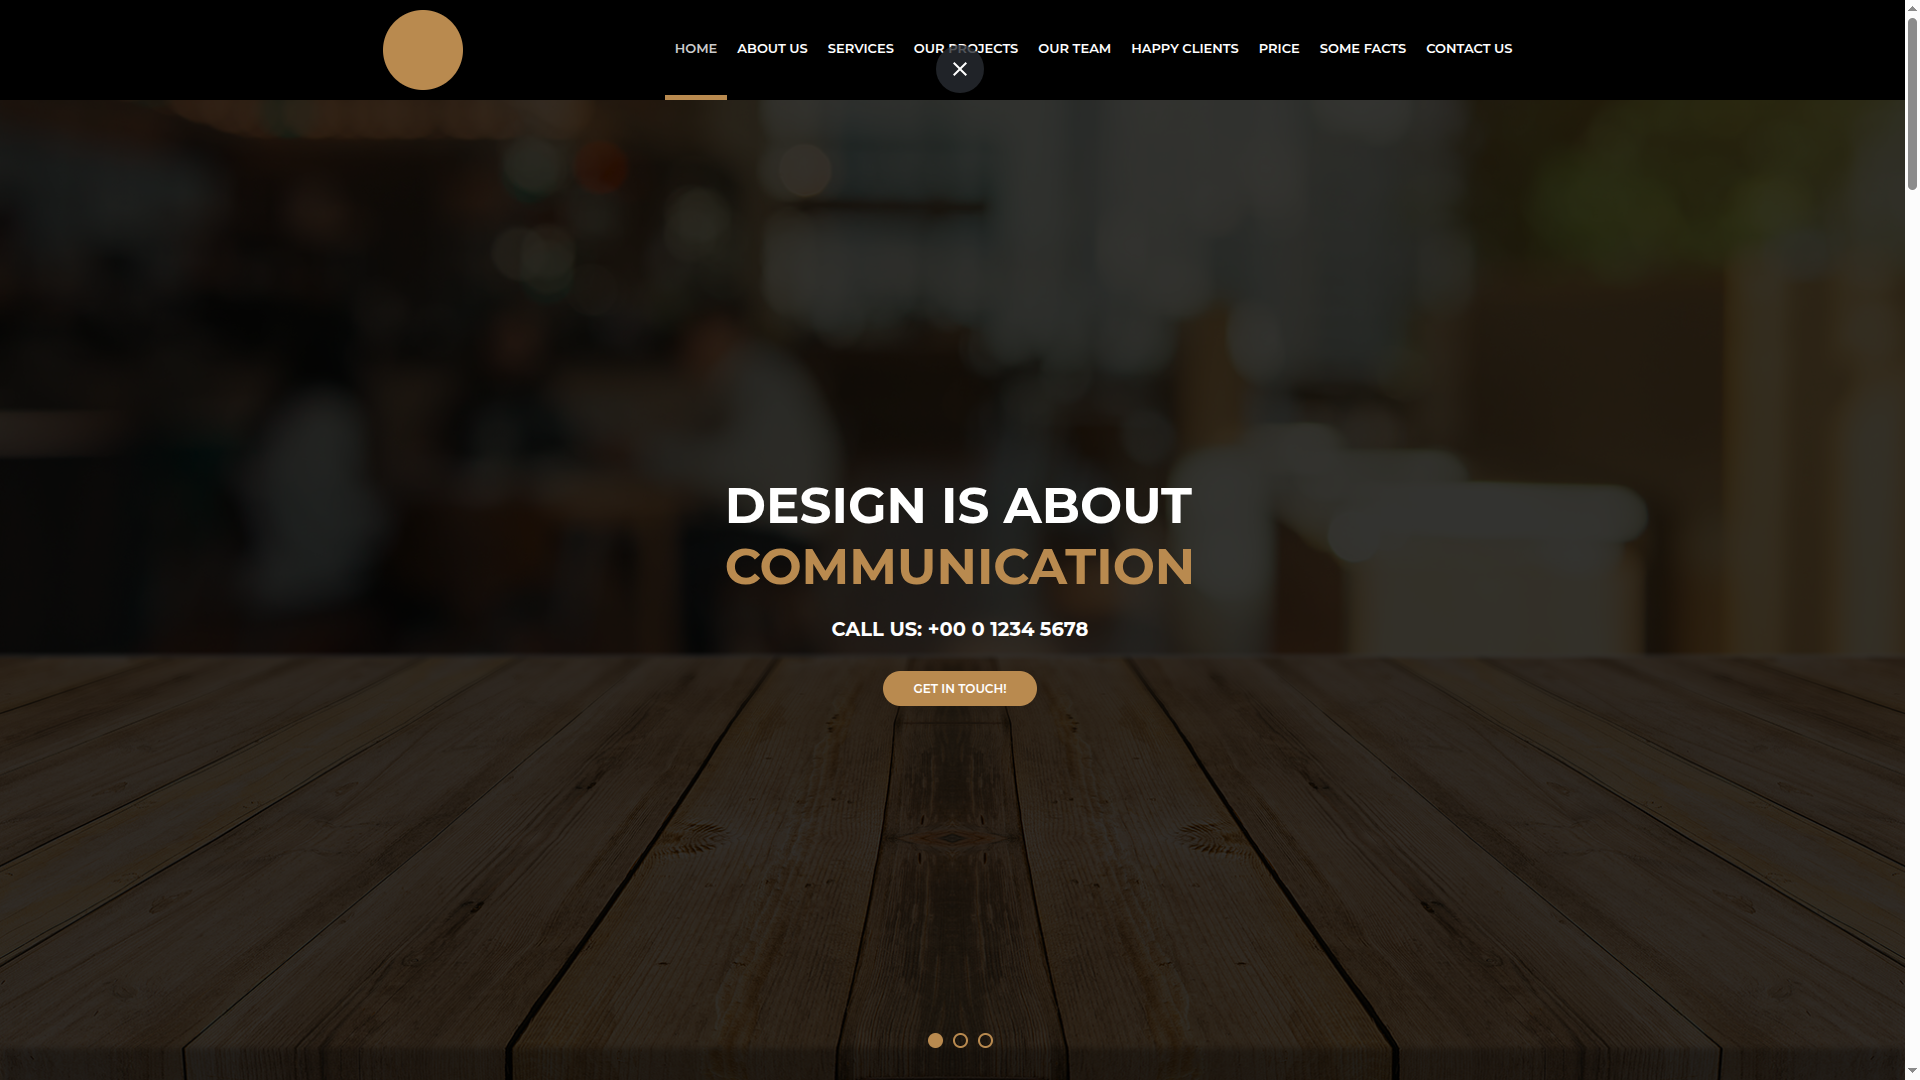 HOME ABOUT US SERVICES OUR PROJECTS OUR TEAM HAPPY CLIENTS PRICE SOME FACTS CONTACT US
DESIGN IS ABOUT
COMMUNICATION
CALL US: +00 0 1234 5678
GET IN TOUCH!